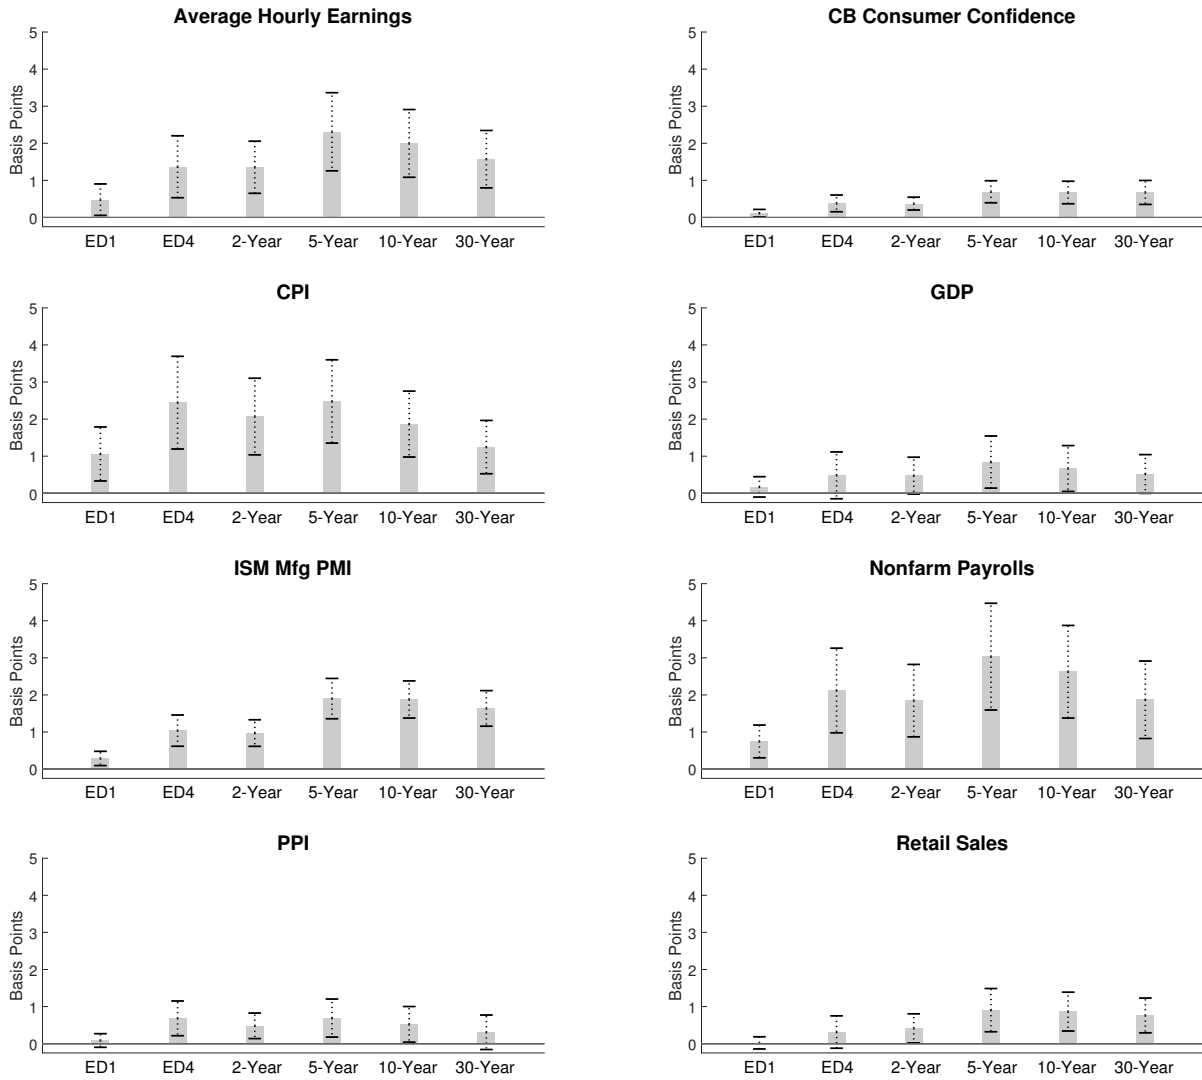 Average Hourly Earnings
5
4
3
2
1
0
Basis Points
ED1 ED4 2-Year 5-Year 10-Year 30-Year
CB Consumer Confidence
5
4
3
2
1
0
Basis Points
ED1 ED4 2-Year 5-Year 10-Year 30-Year
CPI
5
4
3
2
1
0
Basis Points
ED1 ED4 2-Year 5-Year 10-Year 30-Year
GDP
5
4
3
2
1
0
Basis Points
ED1 ED4 2-Year 5-Year 10-Year 30-Year
ISM Mfg PMI
5
4
3
2
1
0
Basis Points
ED1 ED4 2-Year 5-Year 10-Year 30-Year
Nonfarm Payrolls
5
4
3
2
1
0
Basis Points
ED1 ED4 2-Year 5-Year 10-Year 30-Year
PPI
5
4
3
2
1
0
Basis Points
ED1 ED4 2-Year 5-Year 10-Year 30-Year
Retail Sales
5
4
3
2
1
0
Basis Points
ED1 ED4 2-Year 5-Year 10-Year 30-Year